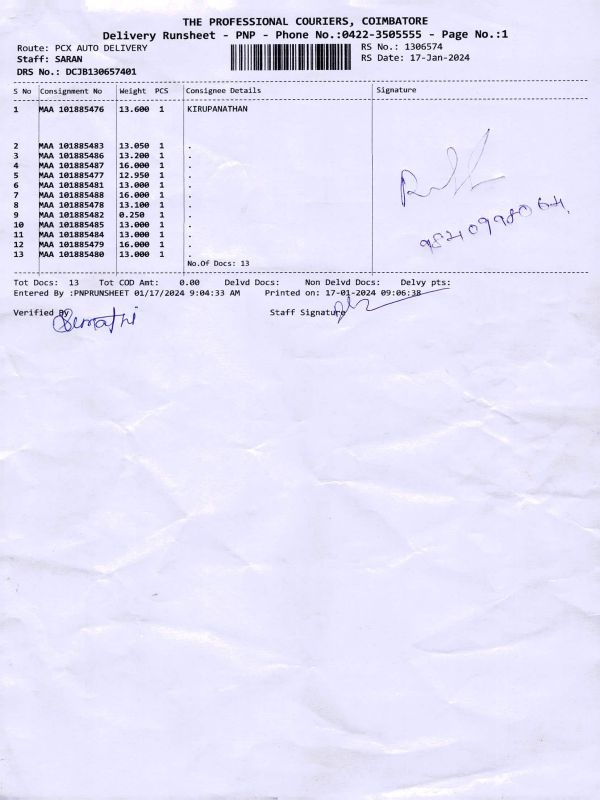 THE PROFESSIONAL COURIERS, COIMBATORE
Delivery Runsheet - PNP - Phone No.:0422-3505555 - Page No.:1
Route: PCX AUTO DELIVERY RS No.: 1306574
Staff: SARAN RS Date: 17-Jan-2024
DRS No.: DCJB130657401
S No Consignment No Weight PCS Consignee Details Signature
1 MAA 101885476 13.600 1 KIRUPANATHAN
2 MAA 101885483 13.050 1 .
3 MAA 101885486 13.200 1 .
4 MAA 101885487 16.000 1 .
5 MAA 101885477 12.950 1 .
6 MAA 101885481 13.000 1 .
7 MAA 101885488 16.000 1 .
8 MAA 101885478 13.100 1 .
9 MAA 101885482 0.250 1 .
10 MAA 101885485 13.000 1 .
11 MAA 101885484 13.000 1 .
12 MAA 101885479 16.000 1 .
13 MAA 101885480 13.000 1 .
No.Of Docs: 13
Tot Docs: 13 Tot COD Amt: 0.00 Delvd Docs: Non Delvd Docs: Delvy pts:
Entered By :PNPRUNSHEET 01/17/2024 9:04:33 AM Printed on: 17-01-2024 09:06:38
Verified By Staff Signature